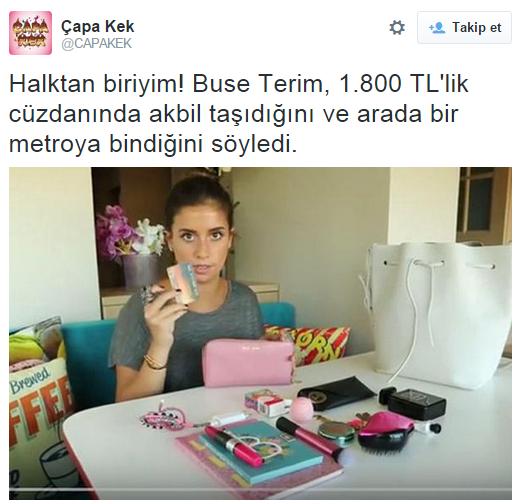 ÇAPA
KEK
Çapa Kek
@CAPAKEK
Takip et
Halktan biriyim! Buse Terim, 1.800 TL'lik
cüzdanında akbil taşıdığını ve arada bir
metroya bindiğini söyledi.
Brewed
FFEE
ORN